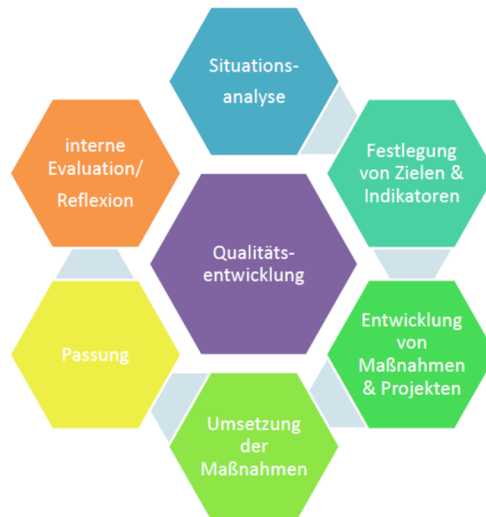 Situations-
analyse
Festlegung
von Zielen &
Indikatoren
Entwicklung
von
Maßnahmen
& Projekten
Umsetzung
der
Maßnahmen
Passung
interne
Evaluation/
Reflexion
Qualitäts-
entwicklung